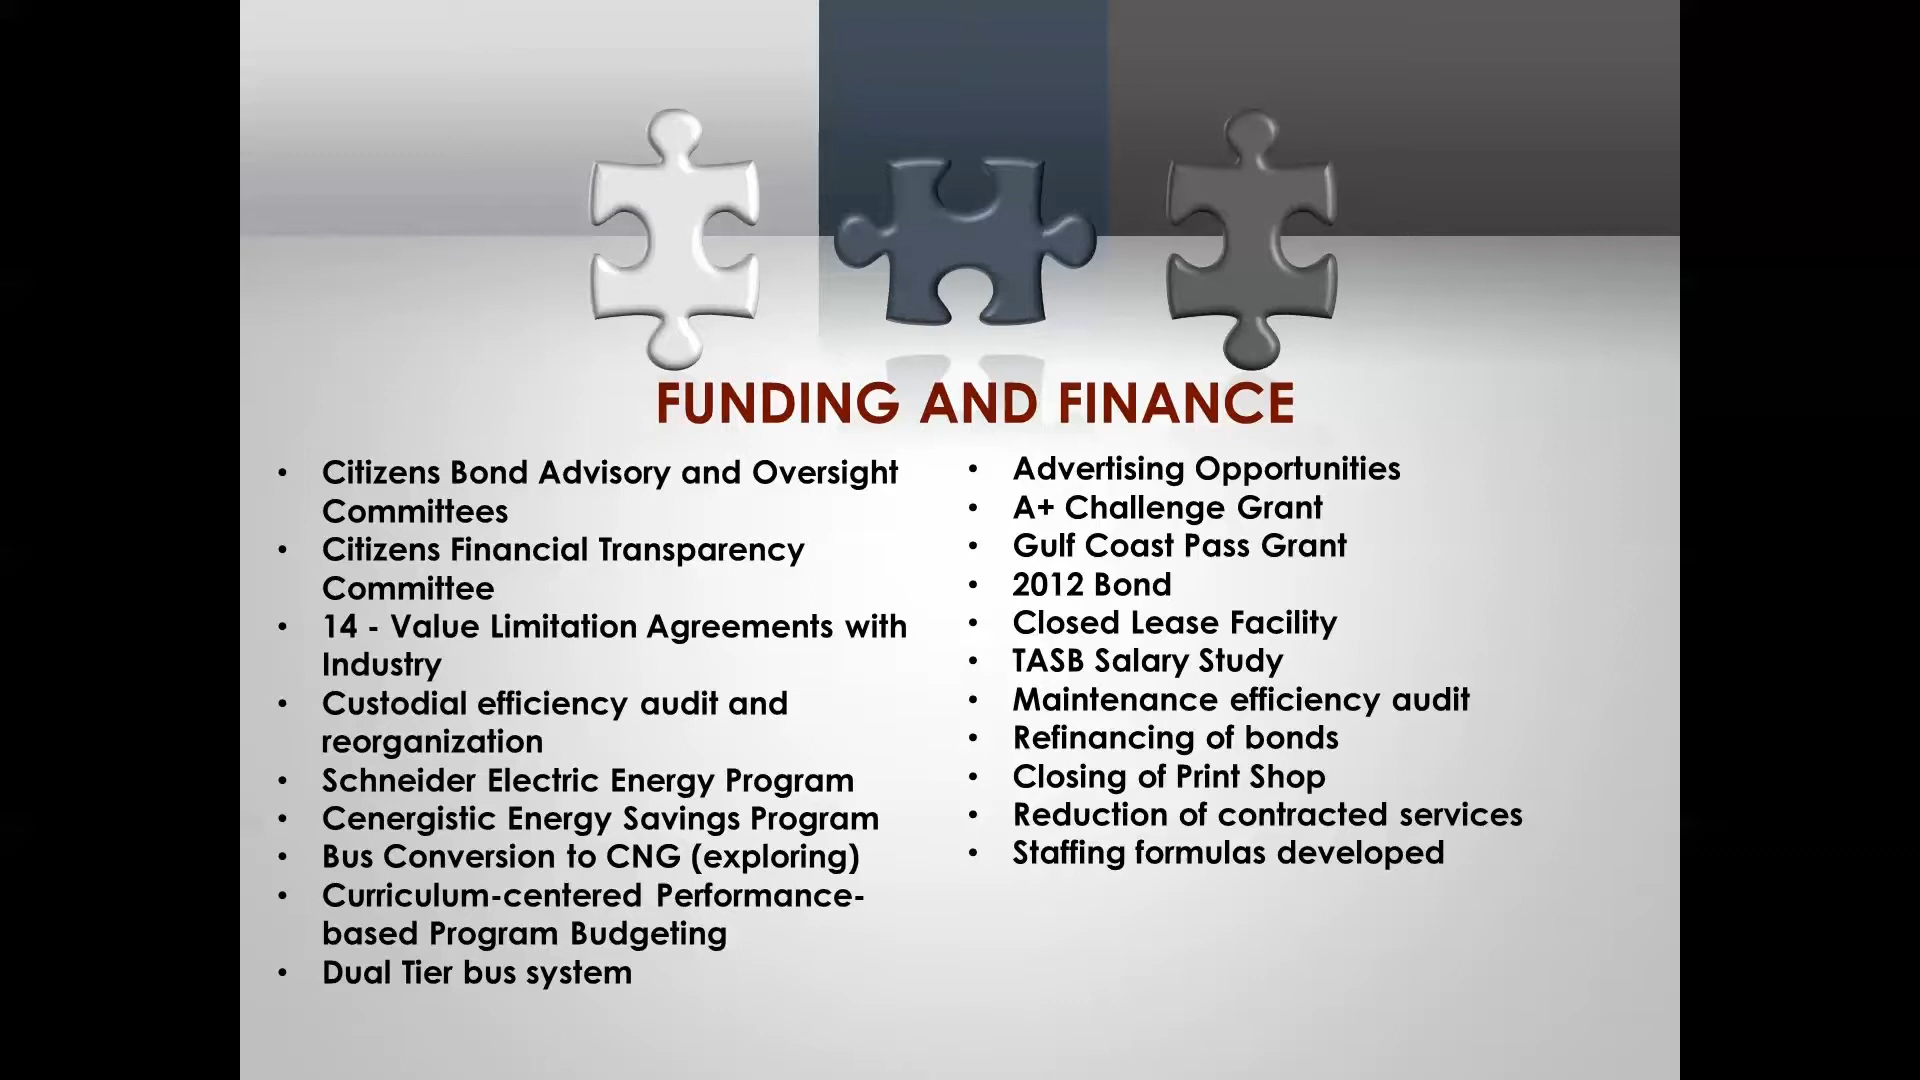 FUNDING AND FINANCE
• Citizens Bond Advisory and Oversight
Committees
• Citizens Financial Transparency
Committee
• 14 - Value Limitation Agreements with
Industry
• Custodial efficiency audit and
reorganization
• Schneider Electric Energy Program
• Cenergistic Energy Savings Program
• Bus Conversion to CNG (exploring)
• Curriculum-centered Performance-
based Program Budgeting
• Dual Tier bus system
• Advertising Opportunities
• A+ Challenge Grant
• Gulf Coast Pass Grant
• 2012 Bond
• Closed Lease Facility
• TASB Salary Study
• Maintenance efficiency audit
• Refinancing of bonds
• Closing of Print Shop
• Reduction of contracted services
• Staffing formulas developed